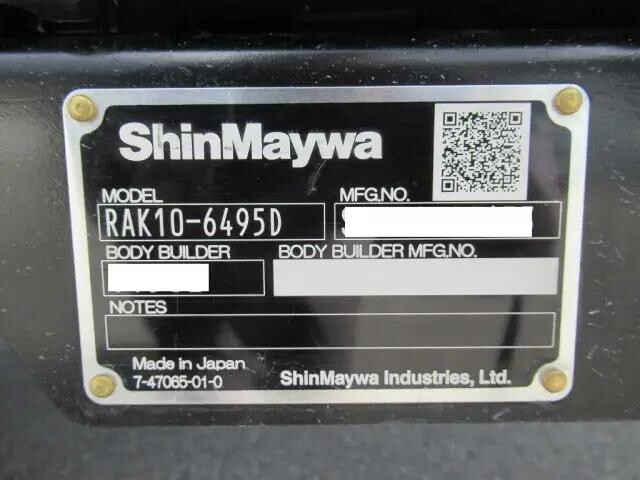 ShinMaywa
MODEL
MFG.NO.
RAK10-6495D
BODY BUILDER
BODY BUILDER MFG.NO.
NOTES
Made in Japan
7-47065-01-0
ShinMaywa Industries, Ltd.